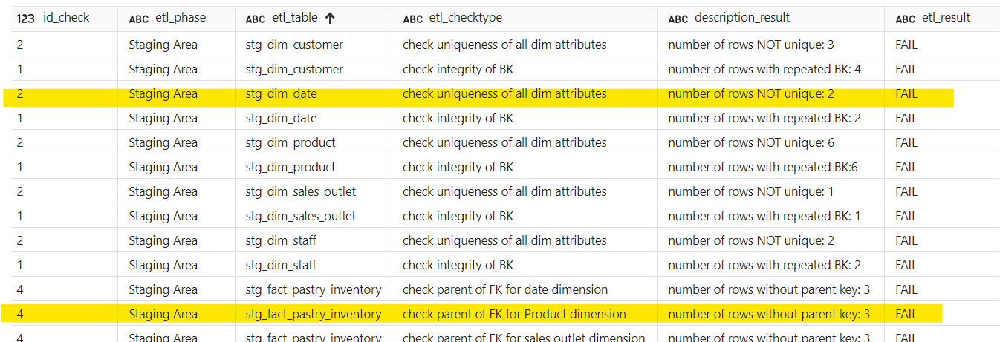 123 id_check ABC etl_phase ABC etl_table ↑ ABC etl_checktype ABC description_result ABC etl_result
2 Staging Area stg_dim_customer check uniqueness of all dim attributes number of rows NOT unique: 3 FAIL
1 Staging Area stg_dim_customer check integrity of BK number of rows with repeated BK: 4 FAIL
2 Staging Area stg_dim_date check uniqueness of all dim attributes number of rows NOT unique: 2 FAIL
1 Staging Area stg_dim_date check integrity of BK number of rows with repeated BK: 2 FAIL
2 Staging Area stg_dim_product check uniqueness of all dim attributes number of rows NOT unique: 6 FAIL
1 Staging Area stg_dim_product check integrity of BK number of rows with repeated BK:6 FAIL
2 Staging Area stg_dim_sales_outlet check uniqueness of all dim attributes number of rows NOT unique: 1 FAIL
1 Staging Area stg_dim_sales_outlet check integrity of BK number of rows with repeated BK: 1 FAIL
2 Staging Area stg_dim_staff check uniqueness of all dim attributes number of rows NOT unique: 2 FAIL
1 Staging Area stg_dim_staff check integrity of BK number of rows with repeated BK: 2 FAIL
4 Staging Area stg_fact_pastry_inventory check parent of FK for date dimension number of rows without parent key: 3 FAIL
4 Staging Area stg_fact_pastry_inventory check parent of FK for Product dimension number of rows without parent key: 3 FAIL
4 Staging Area stg_fact_pastry_inventory check parent of FK for sales outlet dimension number of rows without parent key: 3 FAIL